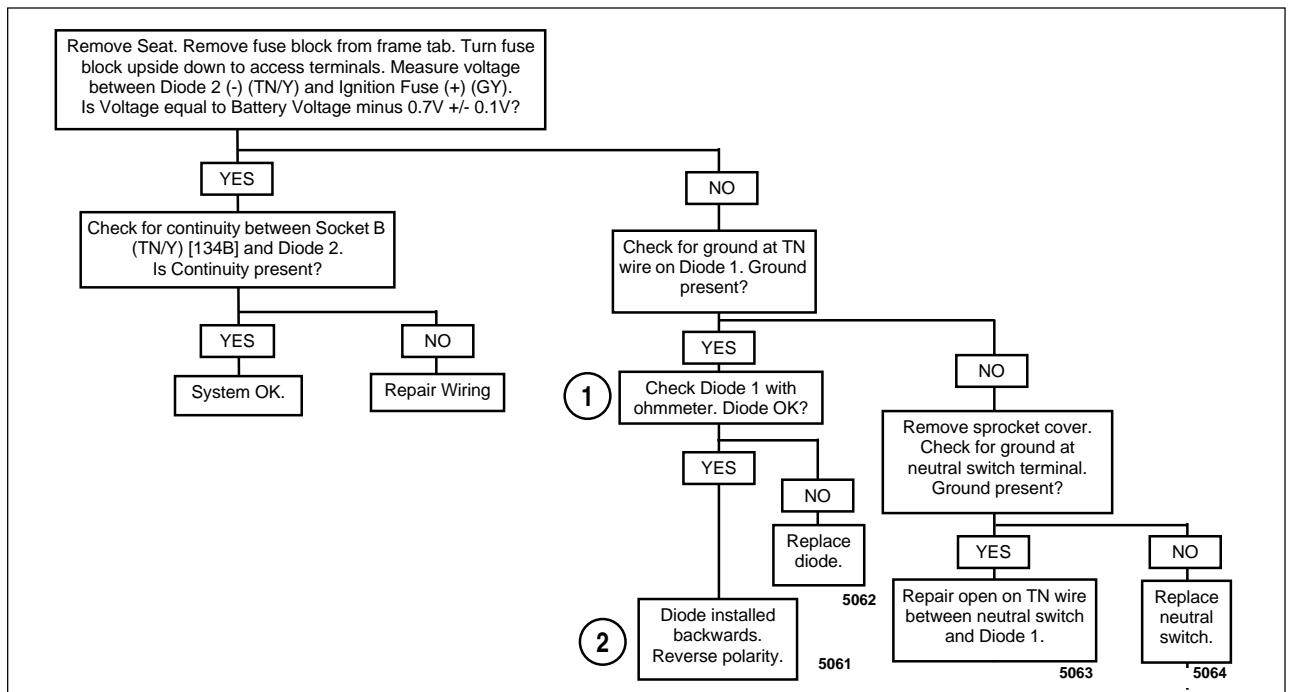 Remove Seat. Remove fuse block from frame tab. Turn fuse
block upside down to access terminals. Measure voltage
between Diode 2 (-) (TN/Y) and Ignition Fuse (+) (GY).
Is Voltage equal to Battery Voltage minus 0.7V +/- 0.1V?
YES
NO
Check for continuity between Socket B
(TN/Y) [134B] and Diode 2.
Is Continuity present?
Check for ground at TN
wire on Diode 1. Ground
present?
YES
NO
YES
NO
System OK.
Repair Wiring
1
Check Diode 1 with
ohmmeter. Diode OK?
Remove sprocket cover.
Check for ground at
neutral switch terminal.
Ground present?
YES
NO
Replace
diode.
5062
YES
NO
Diode installed
backwards.
Reverse polarity.
2
5061
Repair open on TN wire
between neutral switch
and Diode 1.
5063
Replace
neutral
switch.
5064